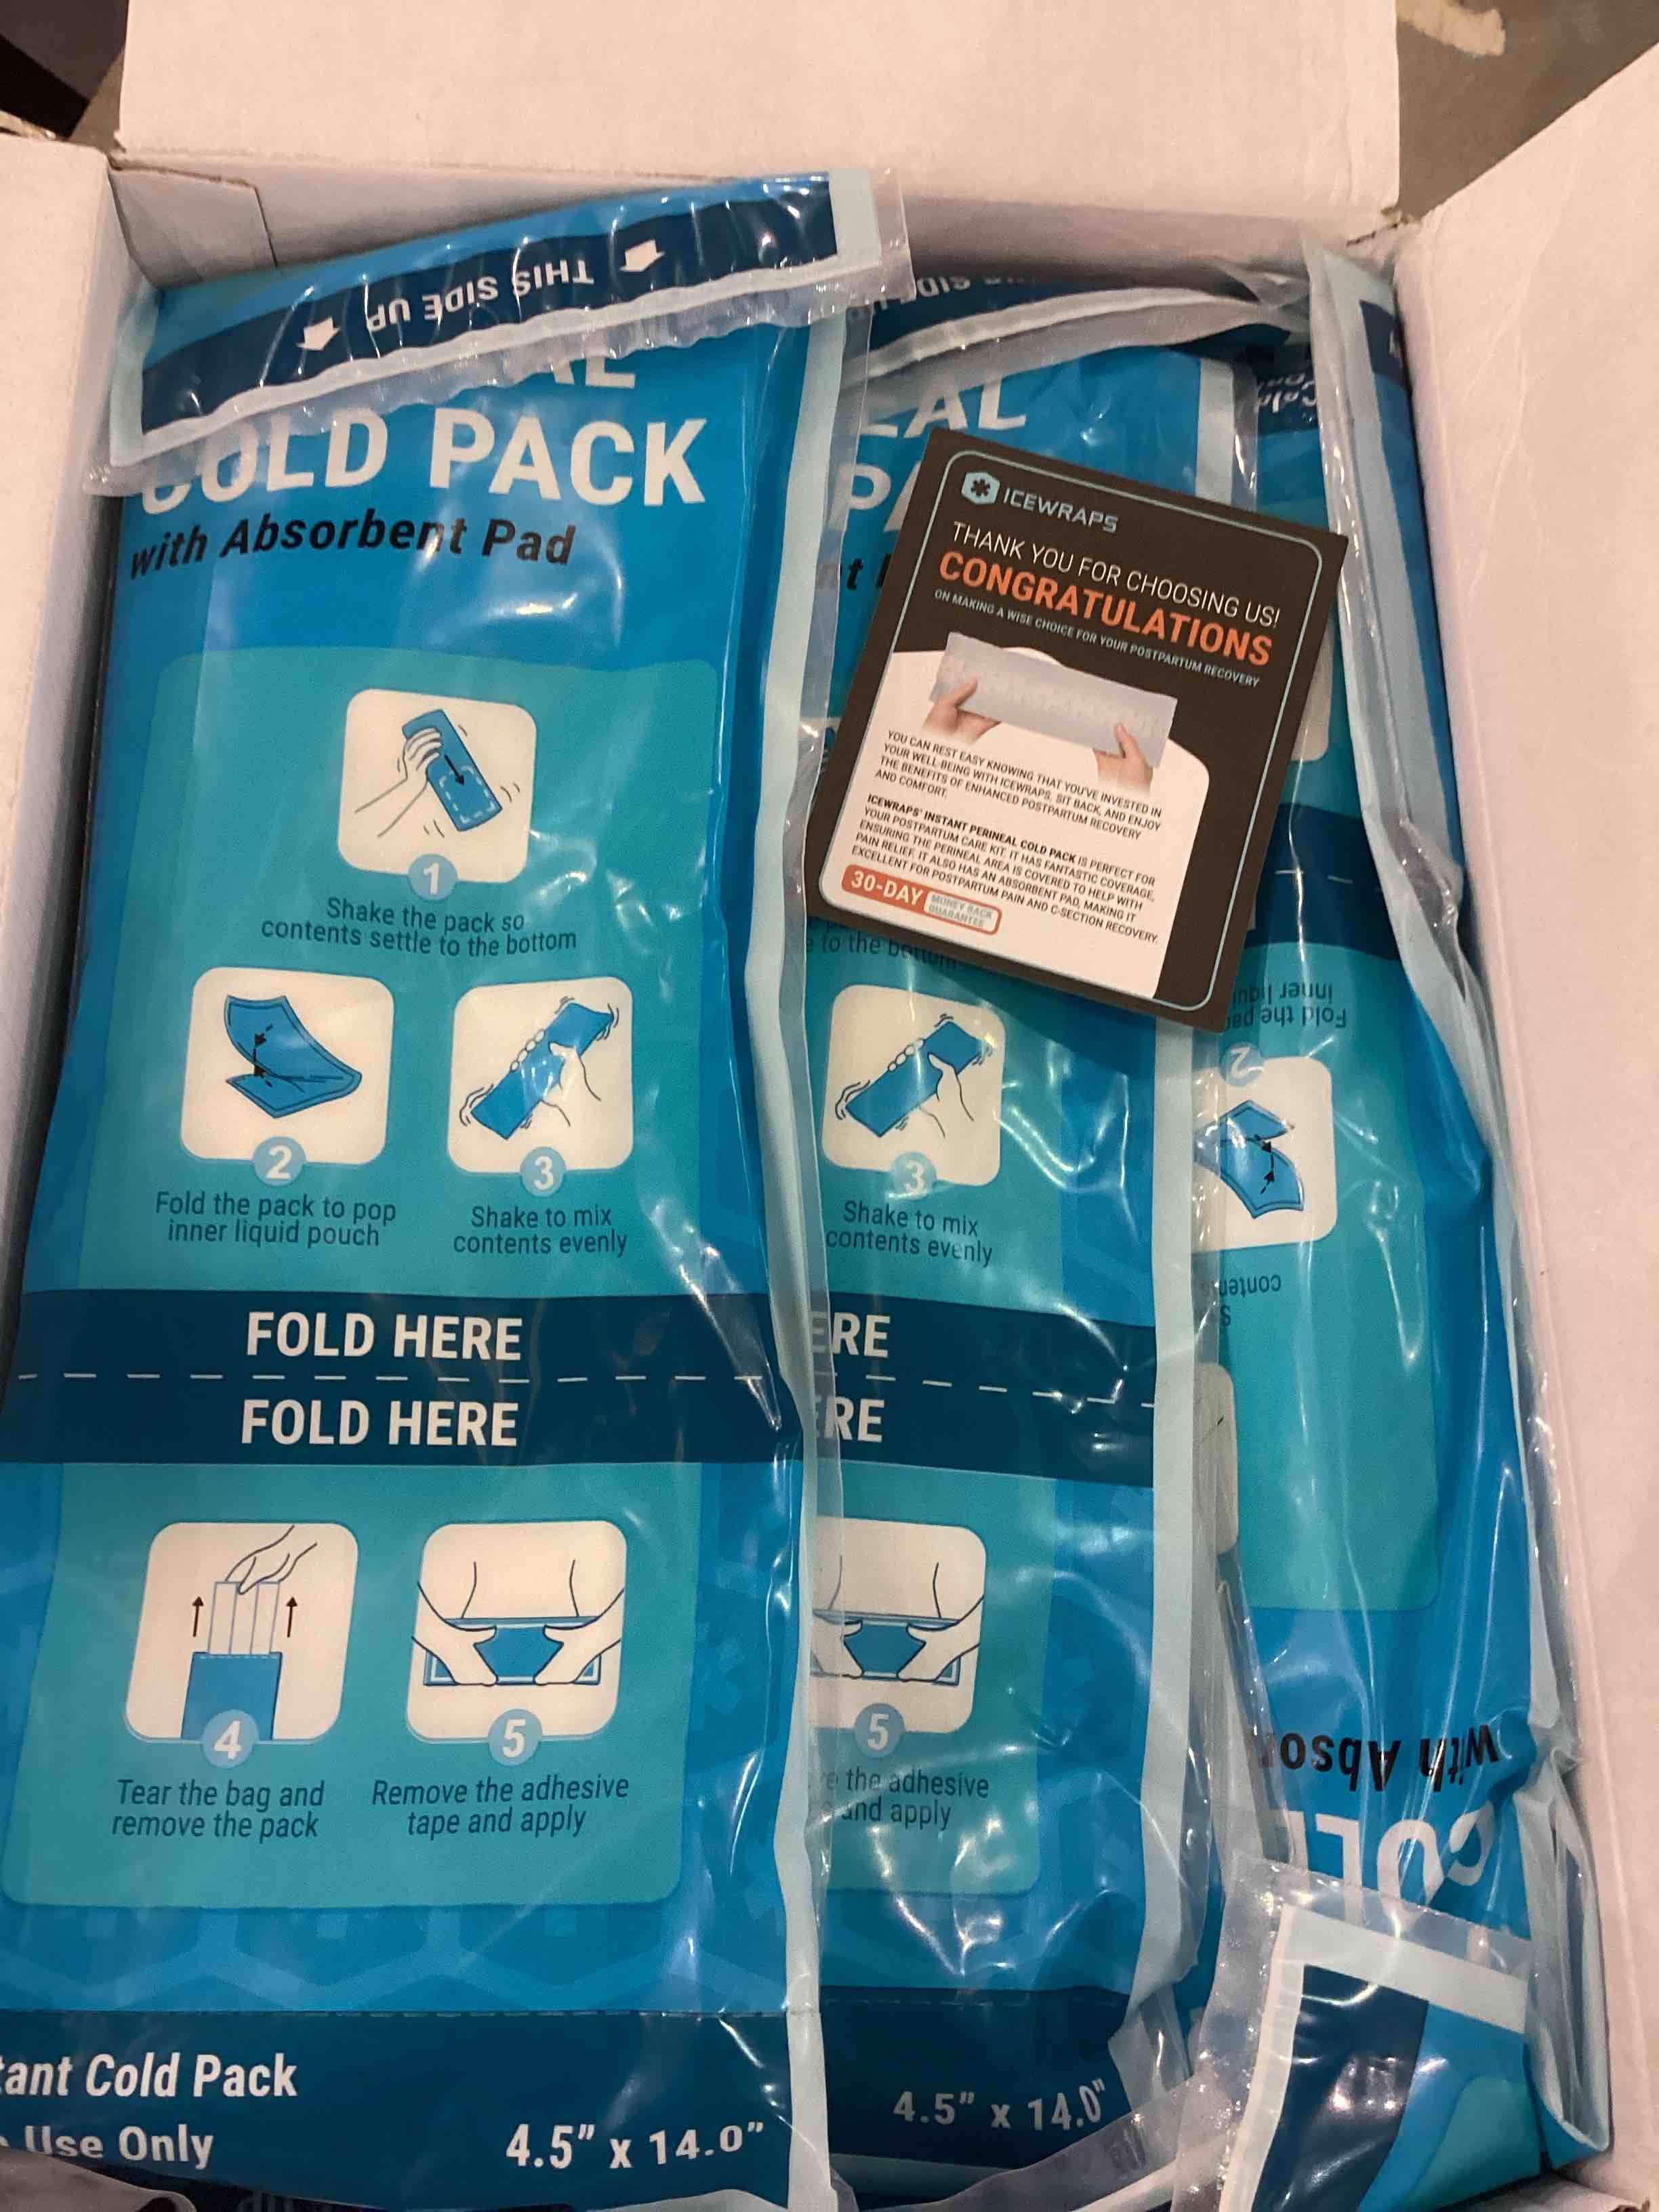 THIS SIDE UP
COLD PACK
with Absorbent Pad
1
Shake the pack so
contents settle to the bottom
2
Fold the pack to pop
inner liquid pouch
3
Shake to mix
contents evenly
FOLD HERE
FOLD HERE
4
Tear the bag and
remove the pack
5
Remove the adhesive
tape and apply
Cold Pack
Use Only
4.5" x 14.0"
ICEWRAPS
THANK YOU FOR CHOOSING US!
CONGRATULATIONS
ON MAKING A WISE CHOICE FOR YOUR POSTPARTUM RECOVERY
YOU CAN REST EASY KNOWING THAT YOU'VE INVESTED IN
YOUR WELL-BEING WITH ICEWRAPS. SIT BACK, AND ENJOY
THE BENEFITS OF ENHANCED POSTPARTUM RECOVERY
AND COMFORT.
ICEWRAPS' INSTANT PERINEAL COLD PACK IS PERFECT FOR
YOUR POSTPARTUM CARE KIT. IT HAS FANTASTIC COVERAGE,
ENSURING THE PERINEAL AREA IS COVERED TO HELP WITH
PAIN RELIEF. IT ALSO HAS AN ABSORBENT PAD, MAKING IT
EXCELLENT FOR POSTPARTUM PAIN AND C-SECTION RECOVERY.
30-DAY MONEY BACK
GUARANTEE
to the bottom
3
Shake to mix
contents evenly
5
the adhesive
and apply
4.5" x 14.0"
Fold the
inner
2
with